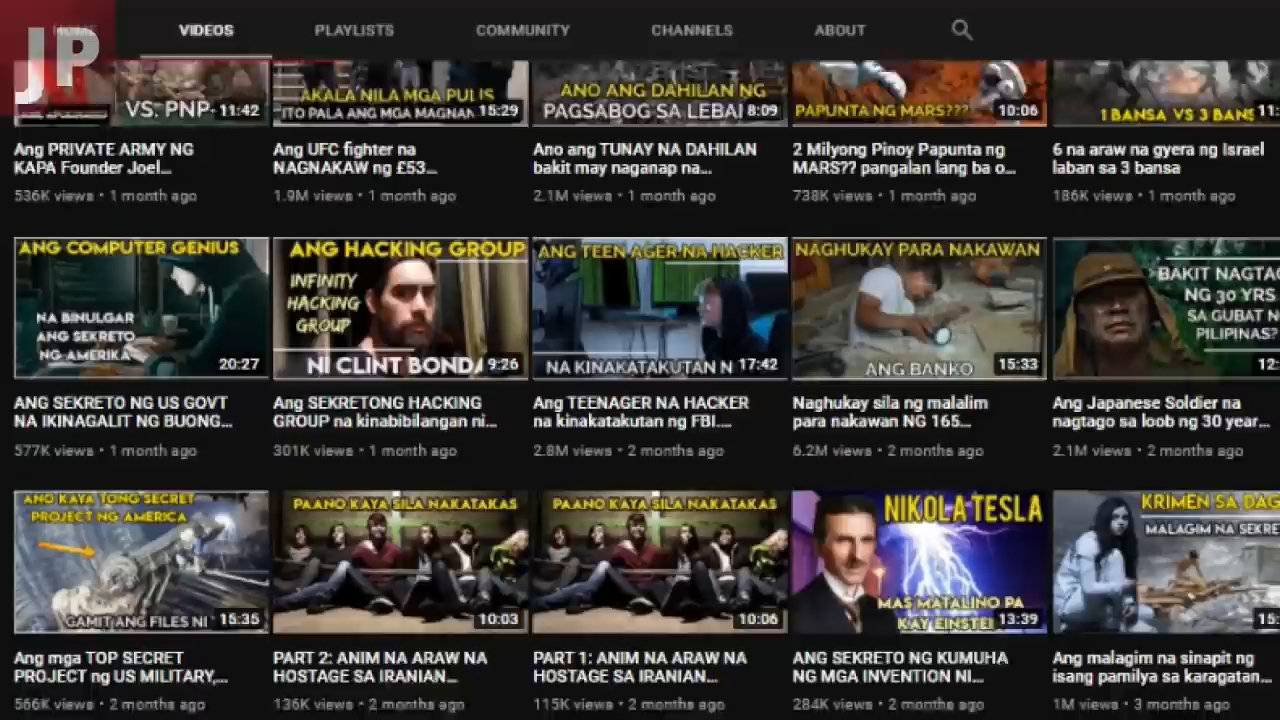 JP
HOME
VIDEOS
PLAYLISTS
COMMUNITY
CHANNELS
ABOUT
VS. PNP-
11:42
AKALA NILA MGA PULIS
ITO PALA ANG MGA MAGNAN
15:29
ANO ANG DAHILAN NG
PAGSABOG SA LEBA
8:09
PAPUNTA NG MARS???
10:06
1 BANSA VS 3 BANS
11:
Ang PRIVATE ARMY NG
KAPA Founder Joel...
536K views • 1 month ago
Ang UFC fighter na
NAGNAKAW ng £53...
1.9M views • 1 month ago
Ano ang TUNAY NA DAHILAN
bakit may naganap na...
2.1M views • 1 month ago
2 Milyong Pinoy Papunta ng
MARS?? pangalan lang ba o...
738K views • 1 month ago
6 na araw na gyera ng Israel
laban sa 3 bansa
186K views • 1 month ago
ANG COMPUTER GENIUS
NA BINULGAR
ANG SEKRETO
NG AMERIKA
20:27
ANG HACKING GROUP
INFINITY
HACKING
GROUP
NI CLINT BONDA
9:26
ANG TEEN AGER NA HACKER
NA KINAKATAKUTAN N
17:42
NAGHUKAY PARA NAKAWAN
ANG BANKO
15:33
BAKIT NAGTAG
NG 30 YRS
SA GUBAT N
PILIPINAS?
12:
ANG SEKRETO NG US GOVT
NA IKINAGALIT NG BUONG...
577K views • 1 month ago
Ang SEKRETONG HACKING
GROUP na kinabibilangan ni...
301K views • 1 month ago
Ang TEENAGER NA HACKER
na kinakatakutan ng FBI....
2.8M views • 2 months ago
Naghukay sila ng malalim
para nakawan NG 165...
6.2M views • 2 months ago
Ang Japanese Soldier na
nagtago sa loob ng 30 year...
2.1M views • 2 months ago
ANO KAYA TONG SECRET
PROJECT NG AMERICA
GAMIT ANG FILES NI
15:35
PAANO KAYA SILA NAKATAKAS
10:03
PAANO KAYA SILA NAKATAKAS
10:06
NIKOLA TESLA
MAS MATALINO PA
KAY EINSTEI
13:39
KRIMEN SA DAG
MALAGIM NA SEKRE
15:
Ang mga TOP SECRET
PROJECT ng US MILITARY,...
566K views • 2 months ago
PART 2: ANIM NA ARAW NA
HOSTAGE SA IRANIAN...
136K views • 2 months ago
PART 1: ANIM NA ARAW NA
HOSTAGE SA IRANIAN...
115K views • 2 months ago
ANG SEKRETO NG KUMUHA
NG MGA INVENTION NI...
284K views • 2 months ago
Ang malagim na sinapit ng
isang pamilya sa karagatan...
1M views • 3 months ago